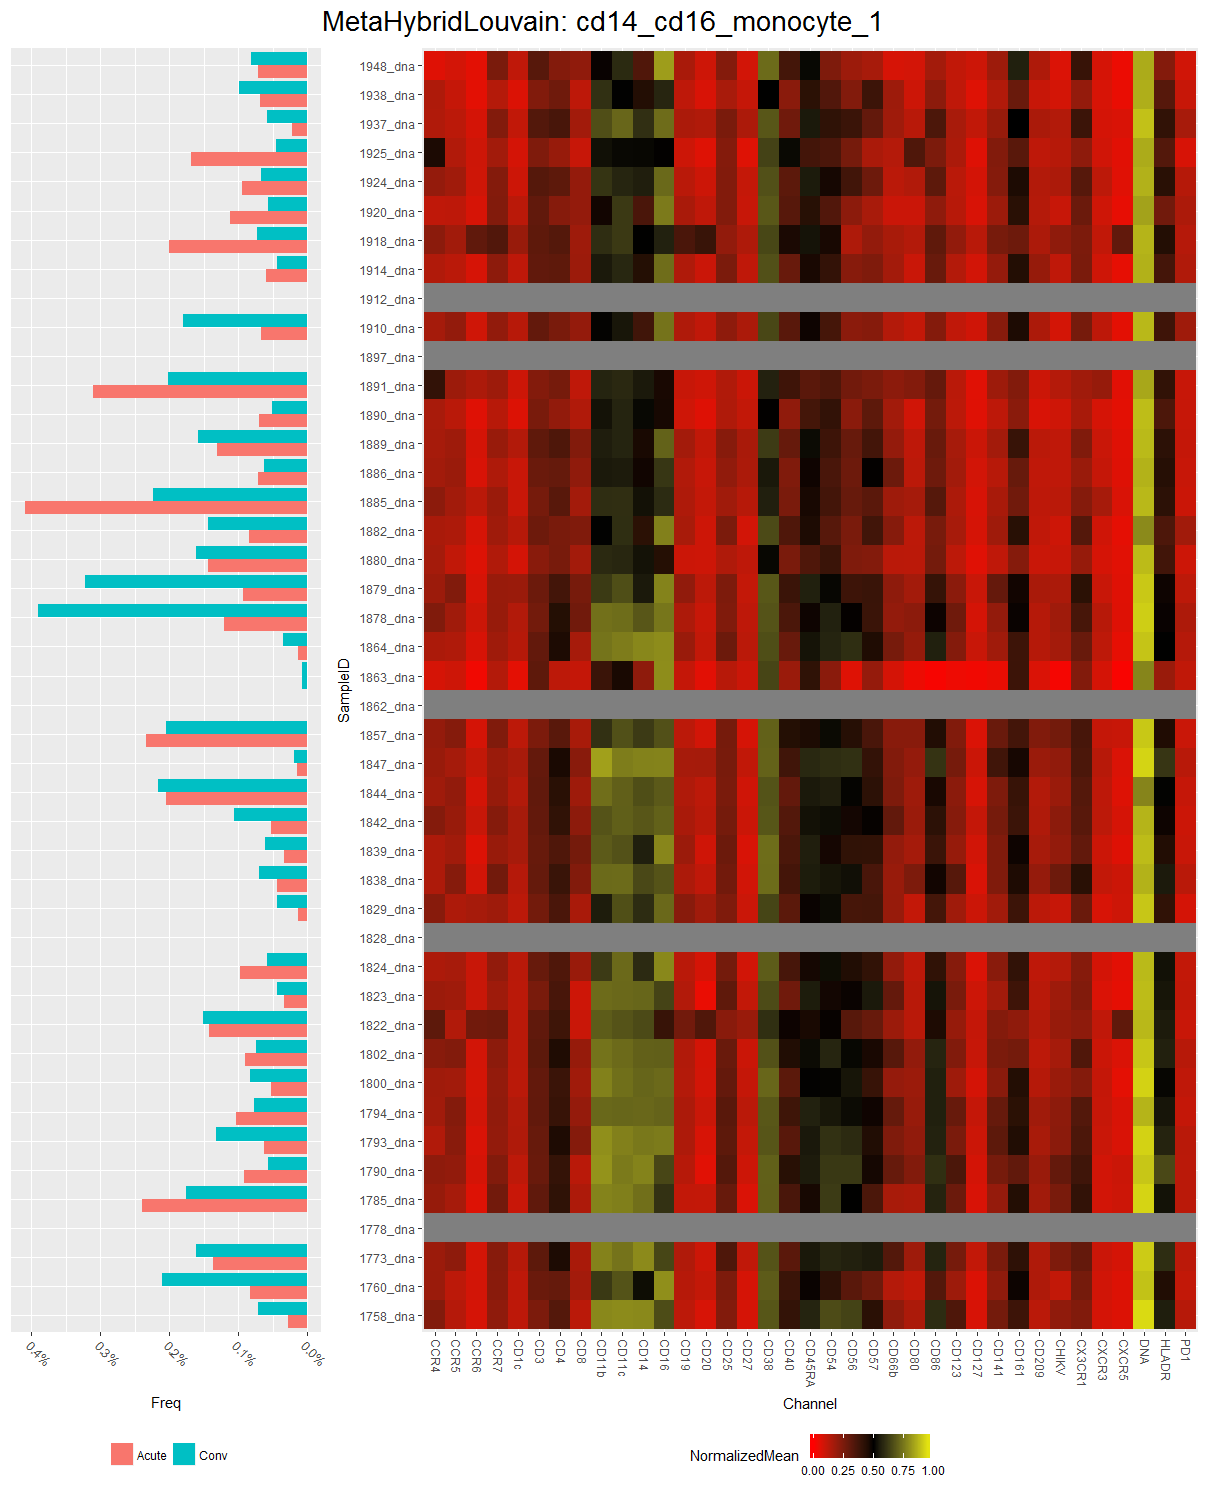 MetaHybridLouvain: cd14_cd16_monocyte_1
1948_dna
1938_dna
1937_dna
1925_dna
1924_dna
1920_dna
1918_dna
1914_dna
1912_dna
1910_dna
1897_dna
1891_dna
1890_dna
1889_dna
1886_dna
1885_dna
1882_dna
1880_dna
1879_dna
1878_dna
1864_dna
1863_dna
1862_dna
1857_dna
1847_dna
1844_dna
1842_dna
1839_dna
1838_dna
1829_dna
1828_dna
1824_dna
1823_dna
1822_dna
1802_dna
1800_dna
1794_dna
1793_dna
1790_dna
1785_dna
1778_dna
1773_dna
1760_dna
1758_dna
SampleID
0.4%
0.3%
0.2%
0.1%
0.0%
Freq
CCR4
CCR5
CCR6
CCR7
CD1c
CD3
CD4
CD8
CD11b
CD11c
CD14
CD16
CD19
CD20
CD25
CD27
CD38
CD40
CD45RA
CD54
CD56
CD57
CD66b
CD80
CD86
CD123
CD127
CD141
CD161
CD209
CHIKV
CX3CR1
CXCR3
CXCR5
DNA
HLADR
PD1
Channel
Acute
Conv
NormalizedMean
0.00 0.25 0.50 0.75 1.00